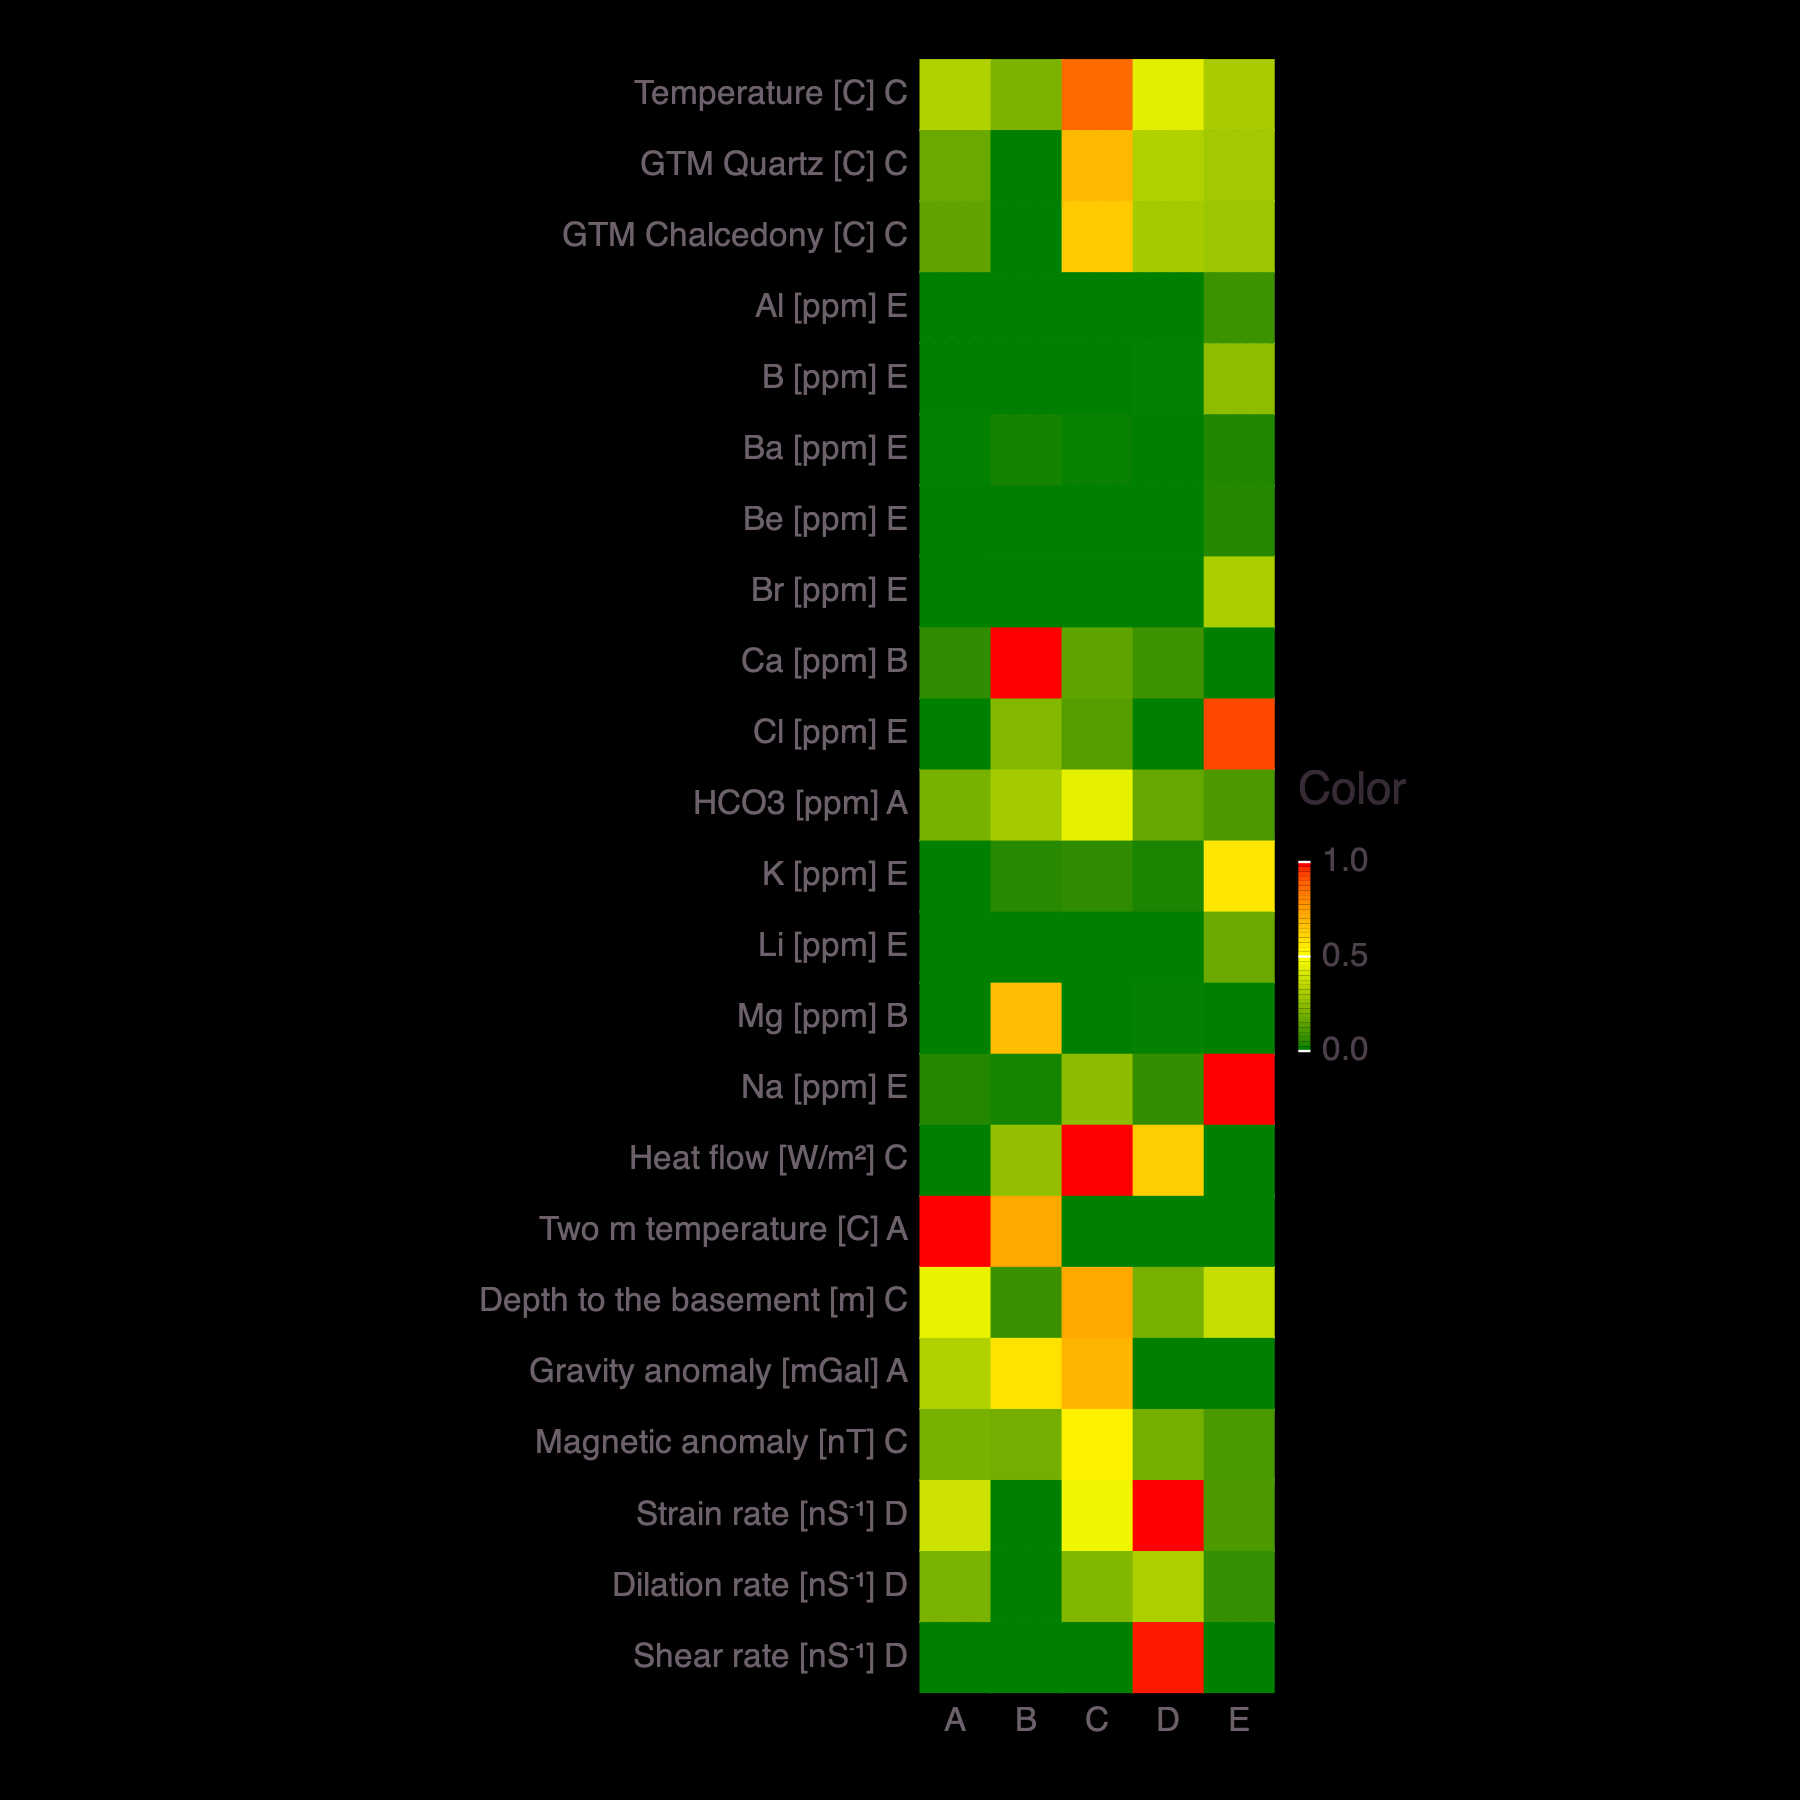 Temperature [C] C
GTM Quartz [C] C
GTM Chalcedony [C] C
Al [ppm] E
B [ppm] E
Ba [ppm] E
Be [ppm] E
Br [ppm] E
Ca [ppm] B
Cl [ppm] E
HCO3 [ppm] A
K [ppm] E
Li [ppm] E
Mg [ppm] B
Na [ppm] E
Heat flow [W/m²] C
Two m temperature [C] A
Depth to the basement [m] C
Gravity anomaly [mGal] A
Magnetic anomaly [nT] C
Strain rate [nS⁻¹] D
Dilation rate [nS⁻¹] D
Shear rate [nS⁻¹] D
A B C D E
Color
1.0
0.5
0.0